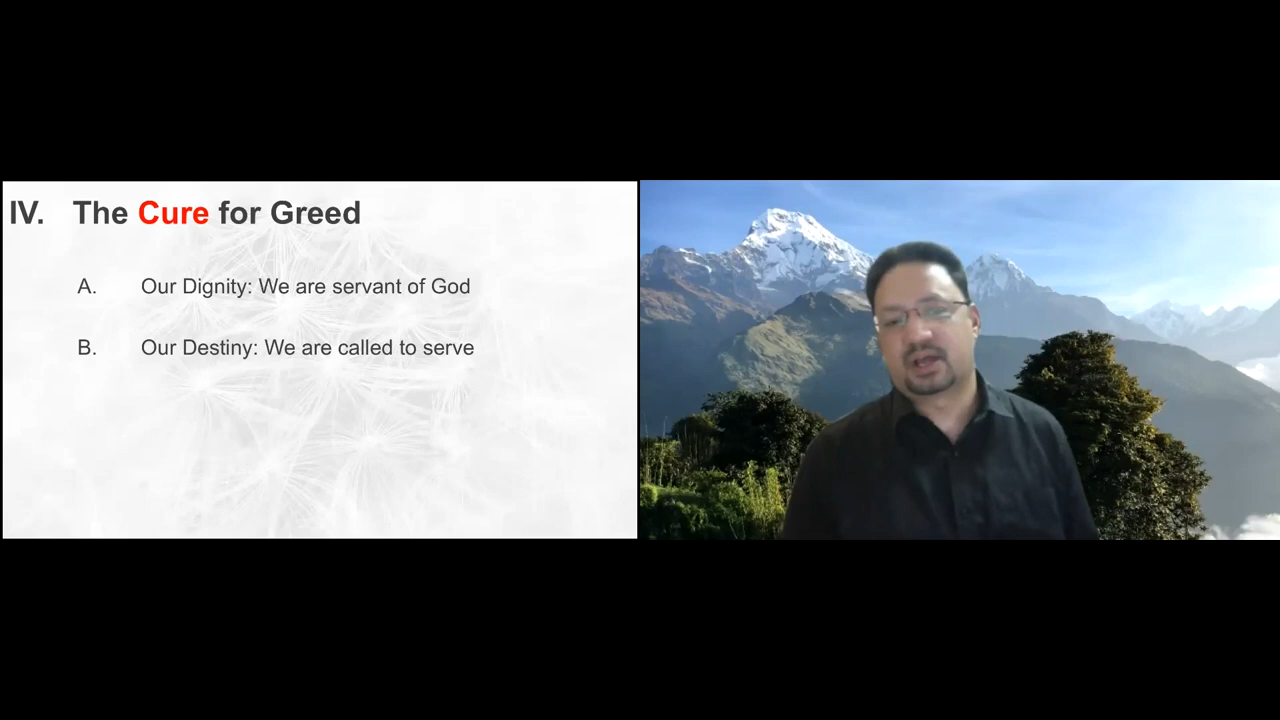 IV. The Cure for Greed
A. Our Dignity: We are servant of God
B. Our Destiny: We are called to serve